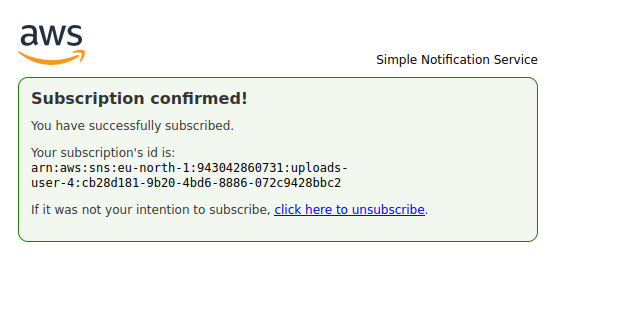 aws
Simple Notification Service
Subscription confirmed!
You have successfully subscribed.
Your subscription's id is:
arn:aws:sns:eu-north-1:943042860731:uploads-
user-4:cb28d181-9b20-4bd6-8886-072c9428bbc2
If it was not your intention to subscribe, click here to unsubscribe.